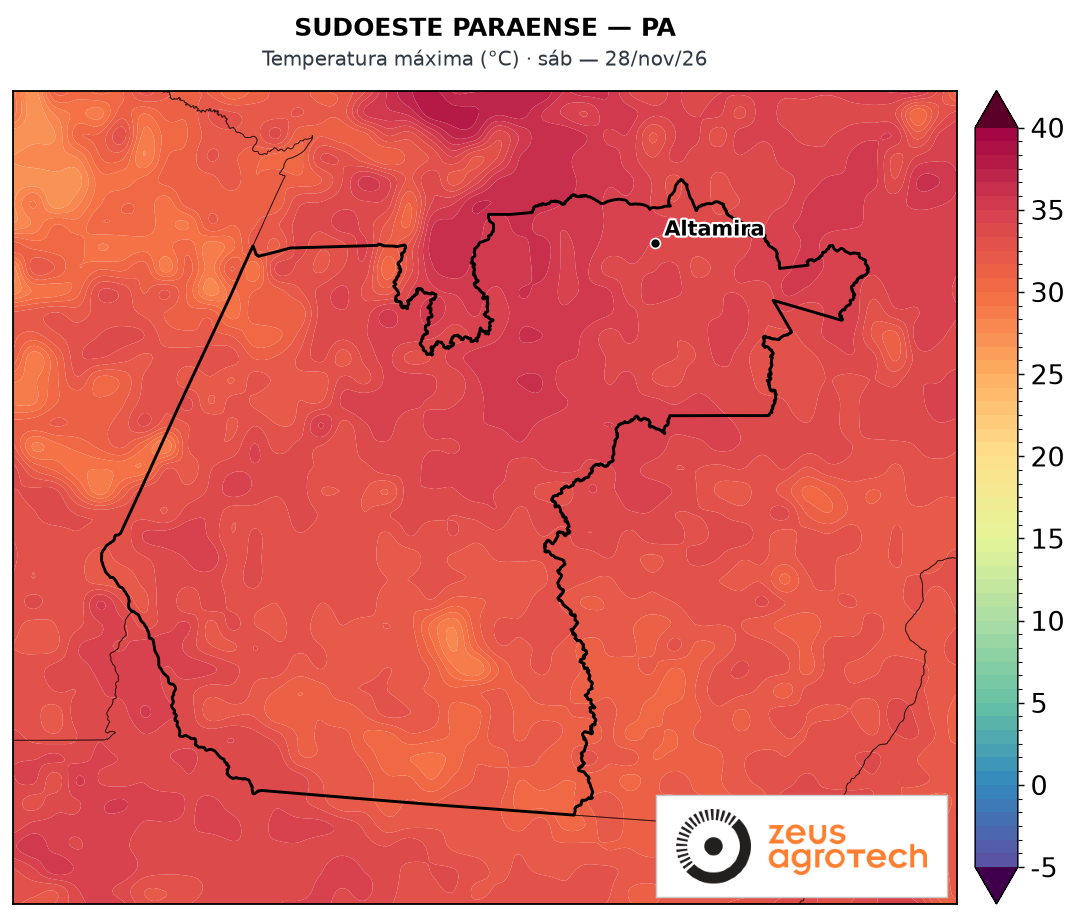 SUDOESTE PARAENSE — PA
Temperatura máxima (°C) · sáb — 28/nov/26
Altamira
40
35
30
25
20
15
10
5
0
-5
zeus
agrotech